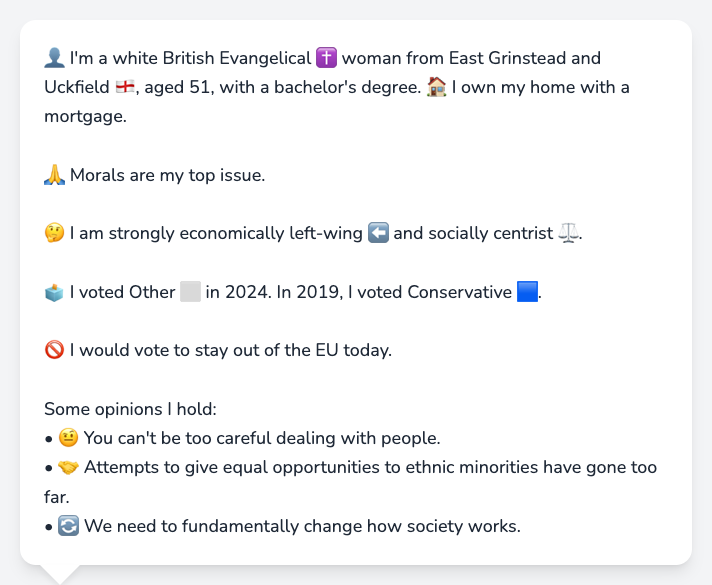 👤 I'm a white British Evangelical ✝️ woman from East Grinstead and
Uckfield 🏴󠁧󠁢󠁥󠁮󠁧󠁿, aged 51, with a bachelor's degree. 🏠 I own my home with a
mortgage.
🙏 Morals are my top issue.
🤔 I am strongly economically left-wing ⬅️ and socially centrist ⚖️.
🗳️ I voted Other ⬜ in 2024. In 2019, I voted Conservative 🟦.
🚫 I would vote to stay out of the EU today.
Some opinions I hold:
• 🤨 You can't be too careful dealing with people.
• 🤝 Attempts to give equal opportunities to ethnic minorities have gone too
far.
• 🔄 We need to fundamentally change how society works.